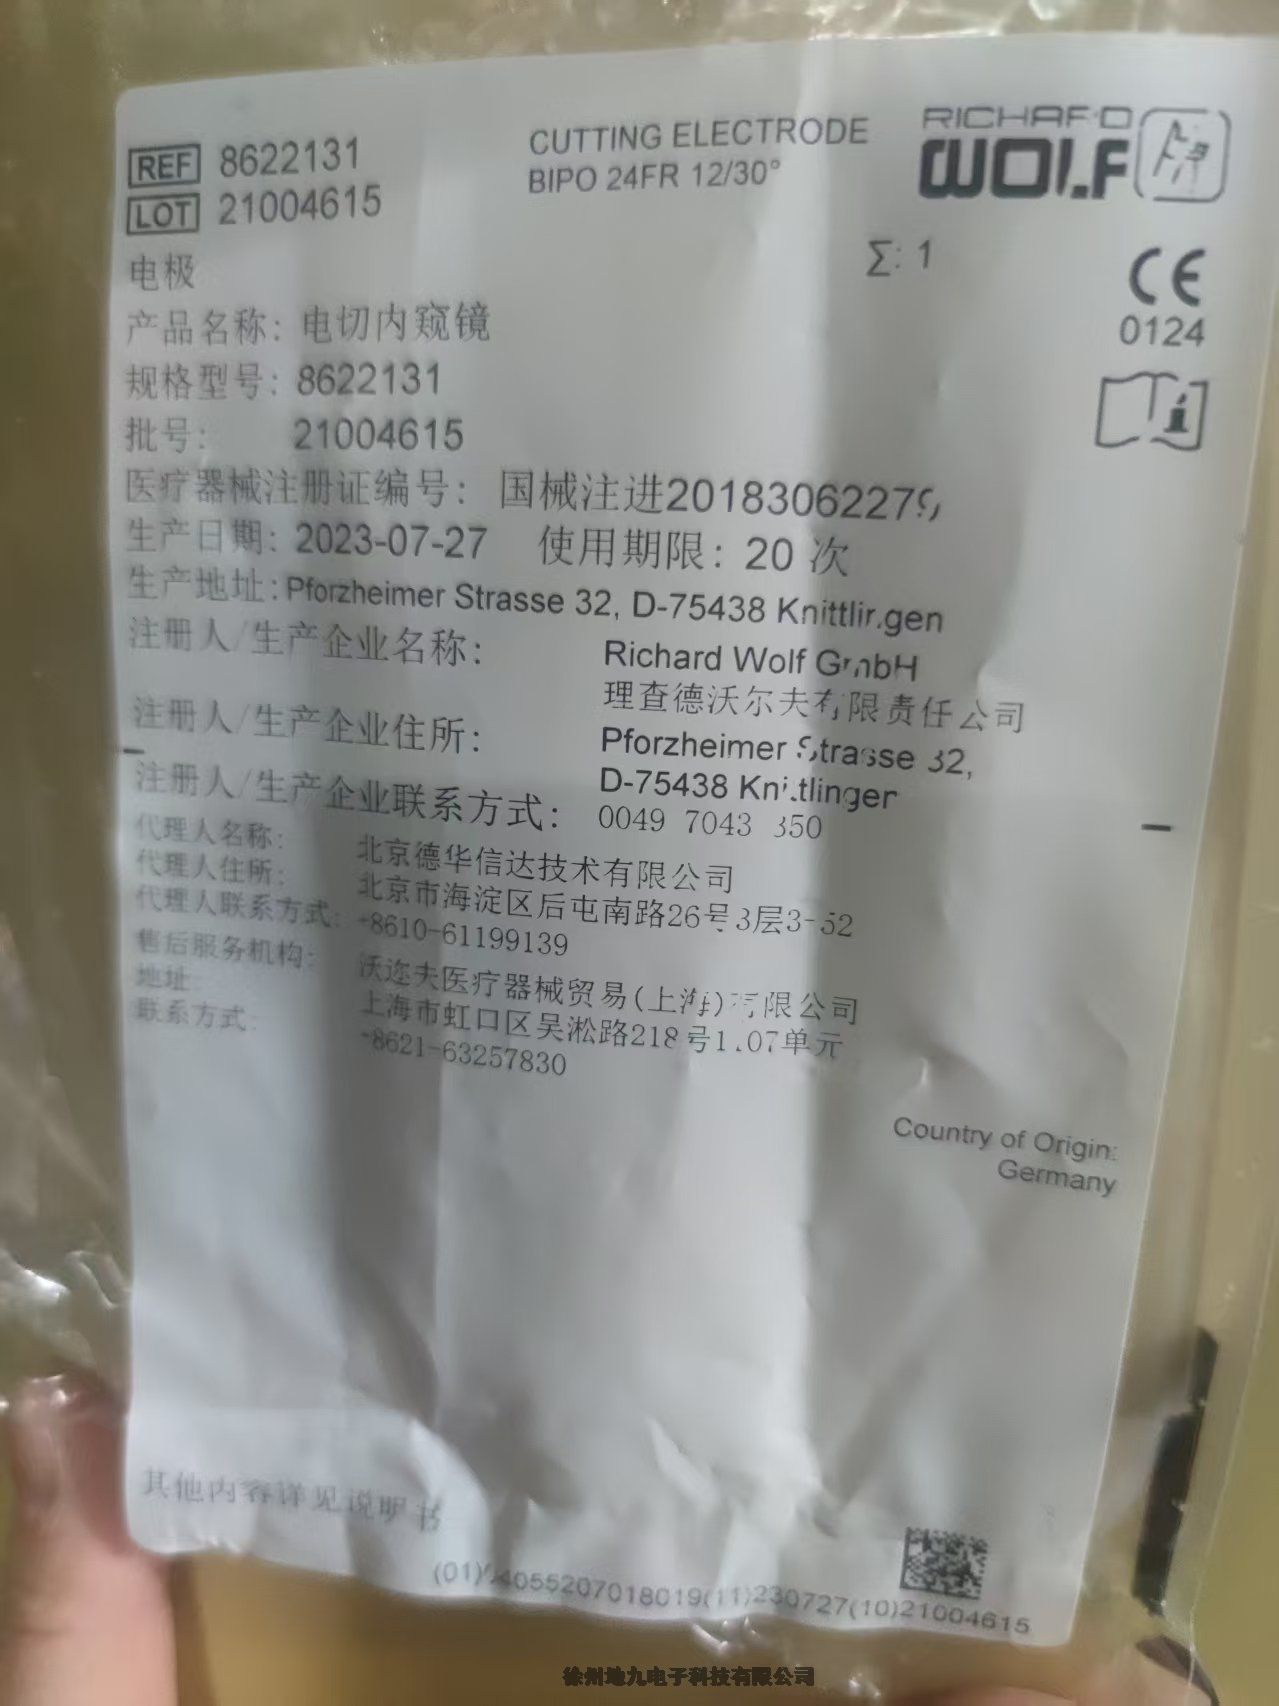 REF 8622131
LOT 21004615
CUTTING ELECTRODE
BIPO 24FR 12/30°
RICHARD
WOLF
Σ: 1
CE
0124
电极
产品名称: 电切内窥镜
规格型号: 8622131
批号: 21004615
医疗器械注册证编号: 国械注进20183062279
生产日期: 2023-07-27 使用期限: 20 次
生产地址: Pforzheimer Strasse 32, D-75438 Knittlingen
注册人/生产企业名称: Richard Wolf GmbH
理查德沃尔夫有限责任公司
注册人/生产企业住所: Pforzheimer Strasse 32,
D-75438 Knittlingen
注册人/生产企业联系方式: 0049 7043 350
代理人名称: 北京德华信达技术有限公司
代理人住所: 北京市海淀区后屯南路26号3层3-52
代理人联系方式: +8610-61199139
售后服务机构: 沃迩夫医疗器械贸易(上海)有限公司
地址: 上海市虹口区吴淞路218号1107单元
联系方式: +8621-63257830
Country of Origin:
Germany
其他内容详见说明书
(01)04055207018019(11)230727(10)21004615
徐州地九电子科技有限公司